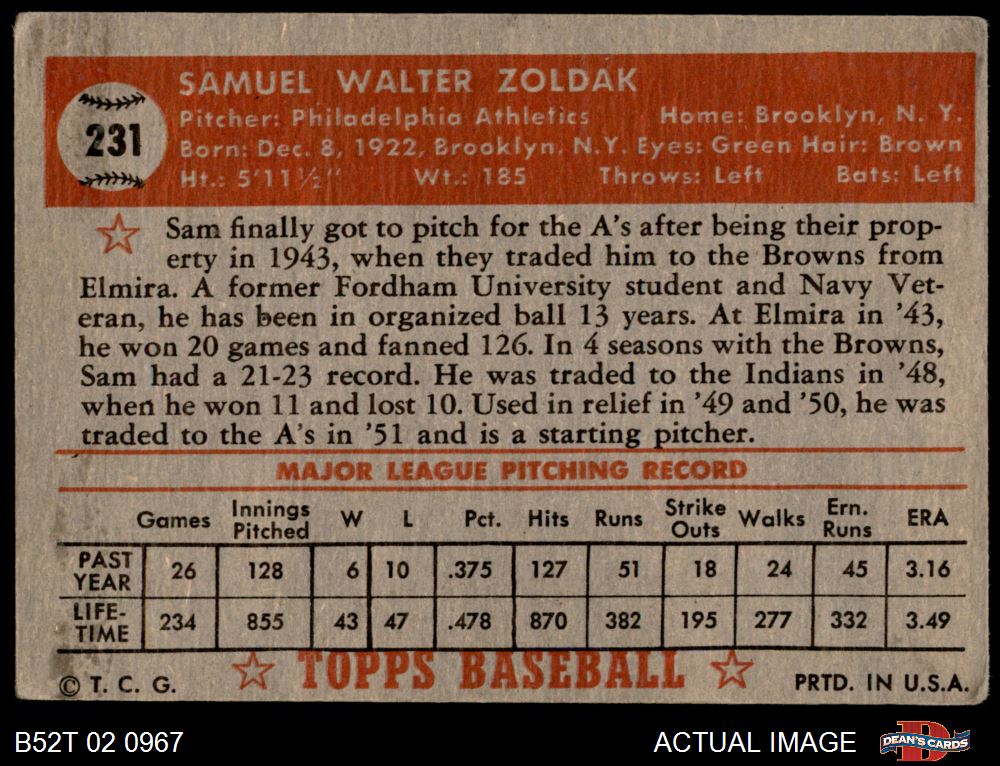 SAMUEL WALTER ZOLDAK
231
Pitcher: Philadelphia Athletics Home: Brooklyn, N. Y.
Born: Dec. 8, 1922, Brooklyn, N.Y. Eyes: Green Hair: Brown
Ht.: 5'11½" Wt.: 185 Throws: Left Bats: Left
Sam finally got to pitch for the A's after being their prop-
erty in 1943, when they traded him to the Browns from
Elmira. A former Fordham University student and Navy Vet-
eran, he has been in organized ball 13 years. At Elmira in '43,
he won 20 games and fanned 126. In 4 seasons with the Browns,
Sam had a 21-23 record. He was traded to the Indians in '48,
when he won 11 and lost 10. Used in relief in '49 and '50, he was
traded to the A's in '51 and is a starting pitcher.
MAJOR LEAGUE PITCHING RECORD
Games Innings Pitched W L Pct. Hits Runs Strike Outs Walks Ern. Runs ERA
PAST YEAR 26 128 6 10 .375 127 51 18 24 45 3.16
LIFE-TIME 234 855 43 47 .478 870 382 195 277 332 3.49
© T. C. G. TOPPS BASEBALL PRTD. IN U.S.A.
B52T 02 0967 ACTUAL IMAGE D DEAN'S CARDS